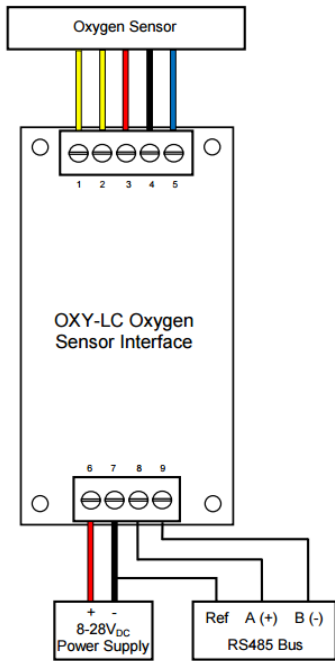 Oxygen Sensor
1 2 3 4 5
OXY-LC Oxygen
Sensor Interface
6 7 8 9
+ -
8-28VDC
Power Supply
Ref A (+) B (-)
RS485 Bus